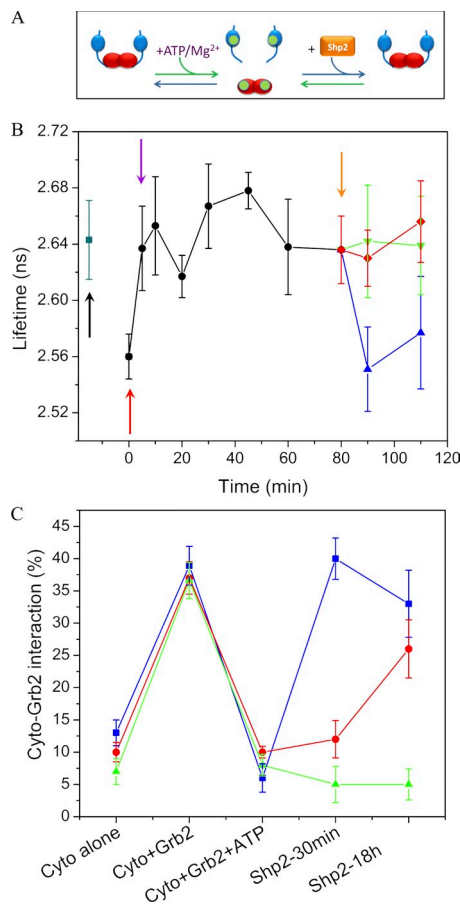 A
+ATP/Mg2+
+ Shp2
B
2.72
2.68
2.64
2.60
2.56
2.52
Lifetime (ns)
0 20 40 60 80 100 120
Time (min)
C
45
40
35
30
25
20
15
10
5
0
Cyto-Grb2 interaction (%)
Cyto alone
Cyto+Grb2
Cyto+Grb2+ATP
Shp2-30min
Shp2-18h